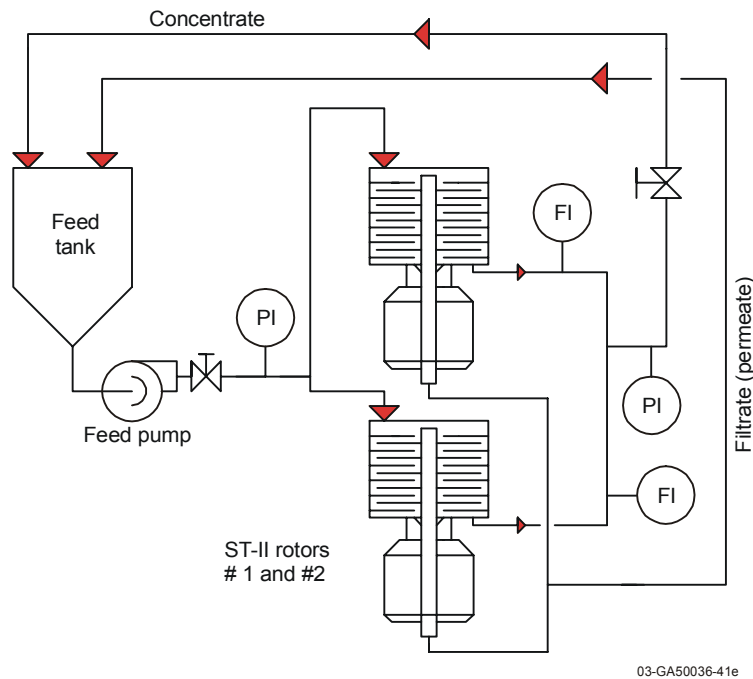 Concentrate
Feed
tank
FI
PI
Feed pump
PI
Filtrate (permeate)
FI
ST-II rotors
# 1 and #2
03-GA50036-41e